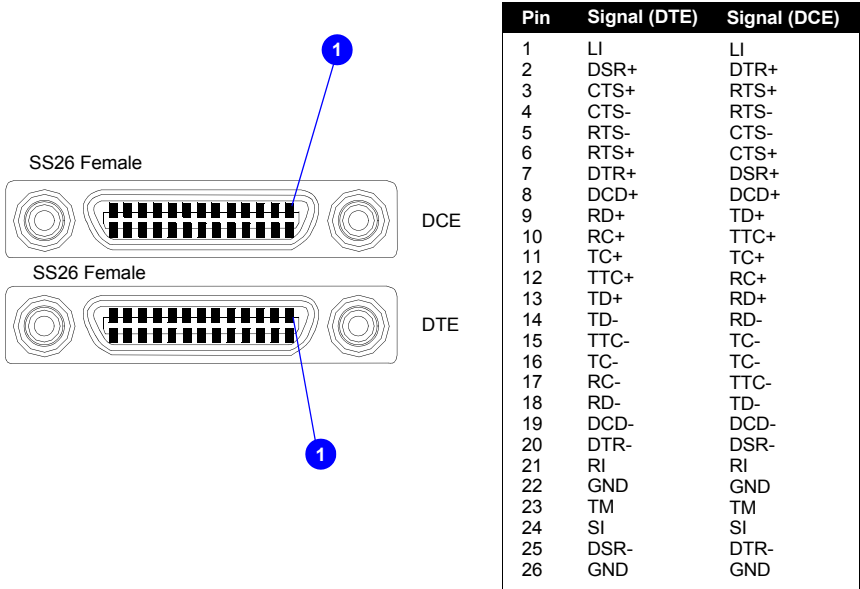 1
SS26 Female
DCE
SS26 Female
DTE
1
Pin Signal (DTE) Signal (DCE)
1 LI LI
2 DSR+ DTR+
3 CTS+ RTS+
4 CTS- RTS-
5 RTS- CTS-
6 RTS+ CTS+
7 DTR+ DSR+
8 DCD+ DCD+
9 RD+ TD+
10 RC+ TTC+
11 TC+ TC+
12 TTC+ RC+
13 TD+ RD+
14 TD- RD-
15 TTC- TC-
16 TC- TC-
17 RC- TTC-
18 RD- TD-
19 DCD- DCD-
20 DTR- DSR-
21 RI RI
22 GND GND
23 TM TM
24 SI SI
25 DSR- DTR-
26 GND GND